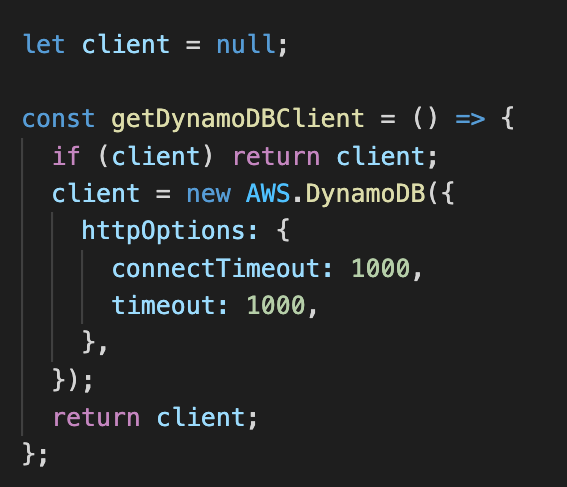 let client = null;

const getDynamoDBClient = () => {
  if (client) return client;
  client = new AWS.DynamoDB({
    httpOptions: {
      connectTimeout: 1000,
      timeout: 1000,
    },
  });
  return client;
};